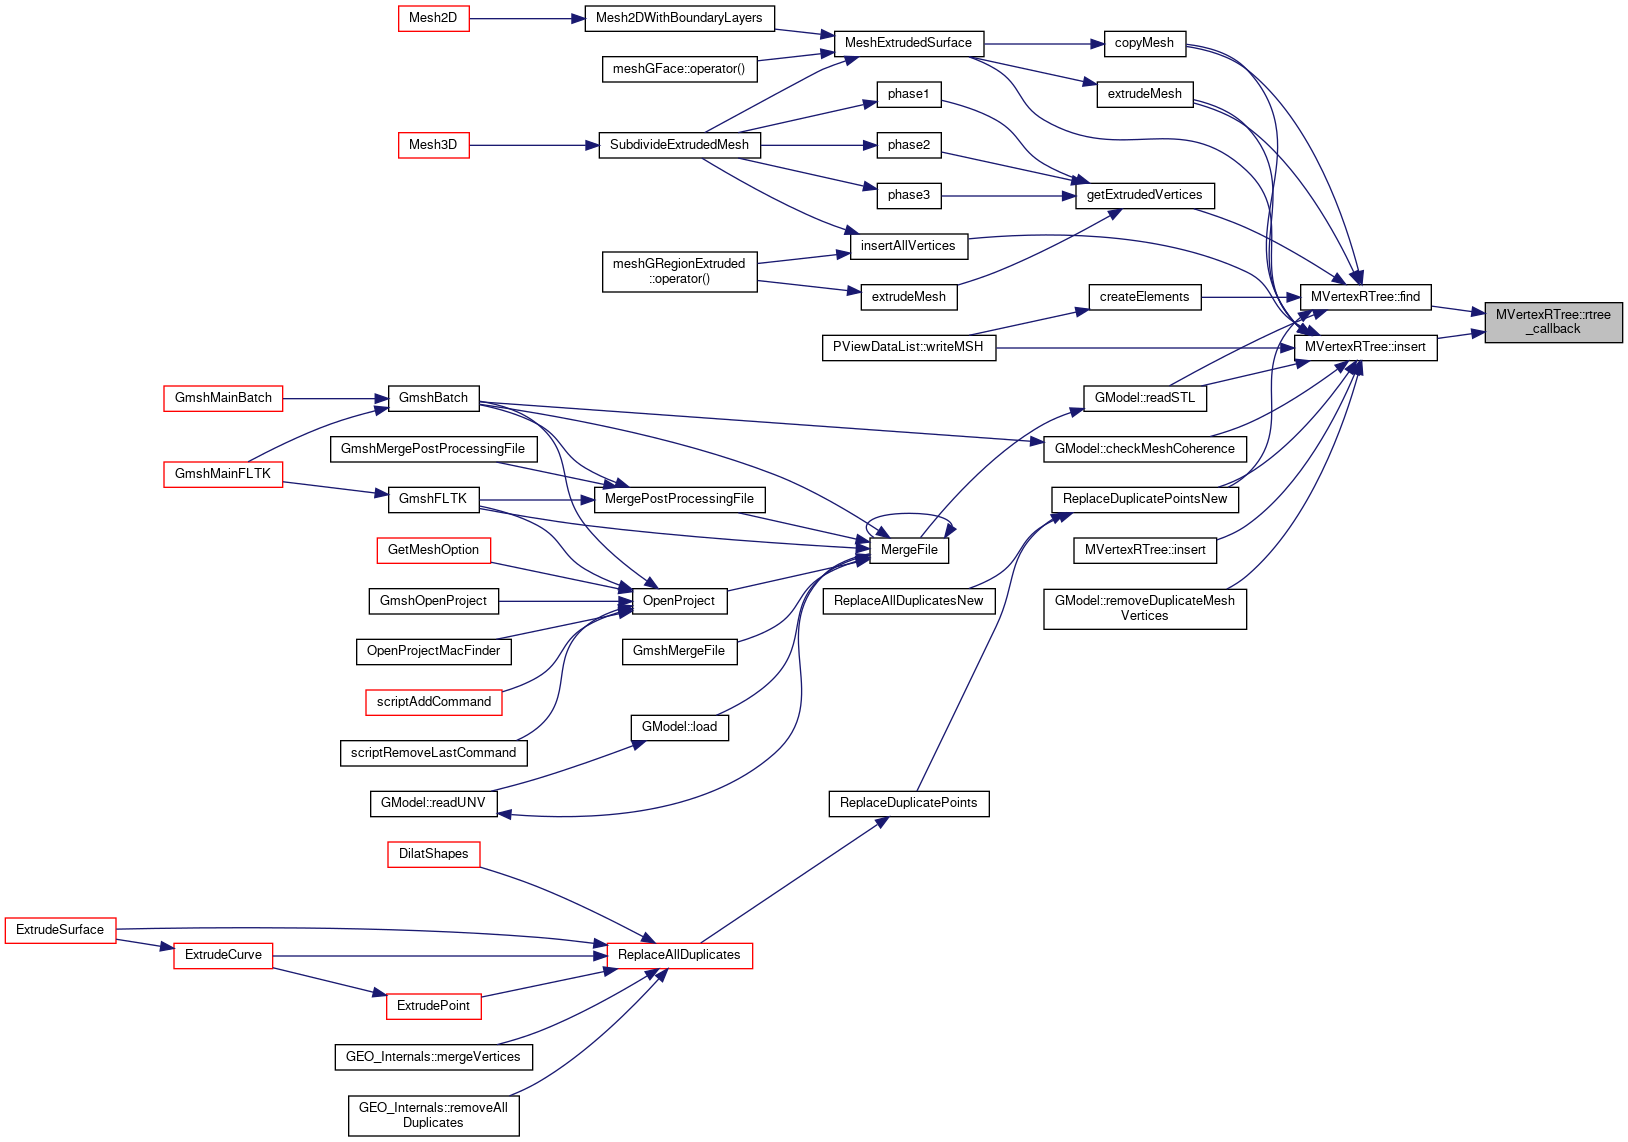 Mesh2D
Mesh2DWithBoundaryLayers
MeshExtrudedSurface
copyMesh
meshGFace::operator()
phase1
extrudeMesh
Mesh3D
SubdivideExtrudedMesh
phase2
phase3
getExtrudedVertices
insertAllVertices
meshGRegionExtruded
::operator()
extrudeMesh
createElements
MVertexRTree::find
MVertexRTree::rtree
_callback
PViewDataList::writeMSH
MVertexRTree::insert
GmshMainBatch
GmshBatch
GModel::readSTL
GmshMergePostProcessingFile
GModel::checkMeshCoherence
GmshMainFLTK
GmshFLTK
MergePostProcessingFile
ReplaceDuplicatePointsNew
GetMeshOption
MergeFile
MVertexRTree::insert
GmshOpenProject
OpenProject
ReplaceAllDuplicatesNew
GModel::removeDuplicateMesh
Vertices
OpenProjectMacFinder
GmshMergeFile
scriptAddCommand
GModel::load
scriptRemoveLastCommand
GModel::readUNV
ReplaceDuplicatePoints
DilatShapes
ExtrudeSurface
ExtrudeCurve
ReplaceAllDuplicates
ExtrudePoint
GEO_Internals::mergeVertices
GEO_Internals::removeAll
Duplicates